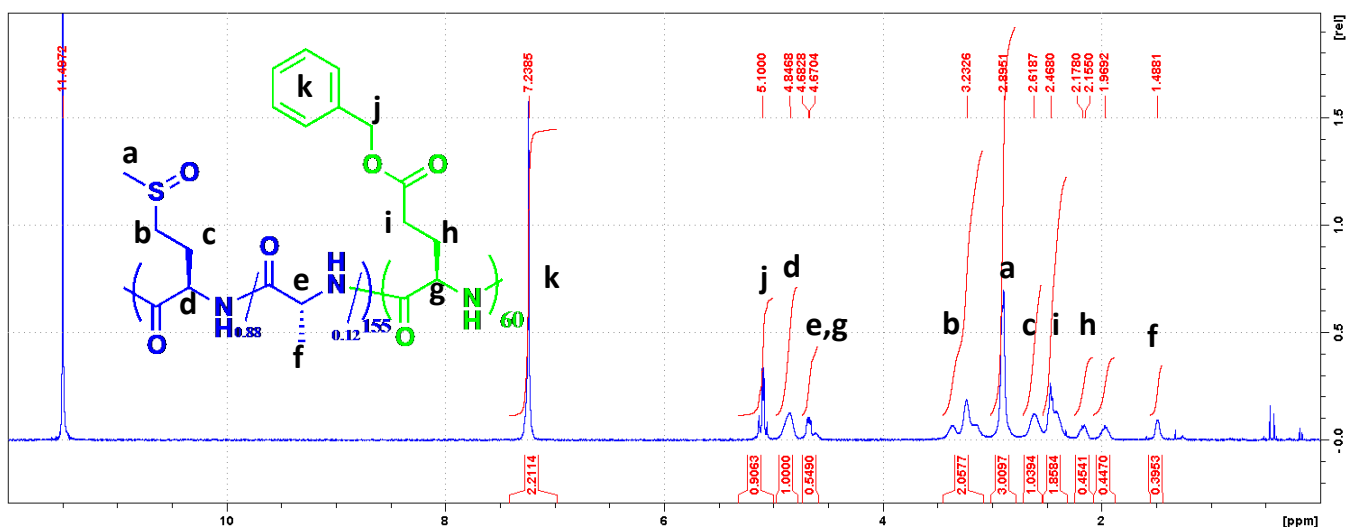 11.4972
7.2385
5.1000
4.8468
4.6828
4.6704
3.2326
2.8951
2.6187
2.4680
2.1780
2.1550
1.9692
1.4881
[rel]
1.5
1.0
0.5
- 0.0
k
j
a
O
O
S
O
i
b
c
h
O
H
N
e
d
N
H
0.88
0.12
155
g
O
f
O
N
H
60
k
j
d
e,g
b
a
c
i
h
f
2.2114
0.9063
1.0000
0.5490
2.0577
3.0097
1.0394
1.8584
0.4541
0.4470
0.3953
10
8
6
4
2
[ppm]